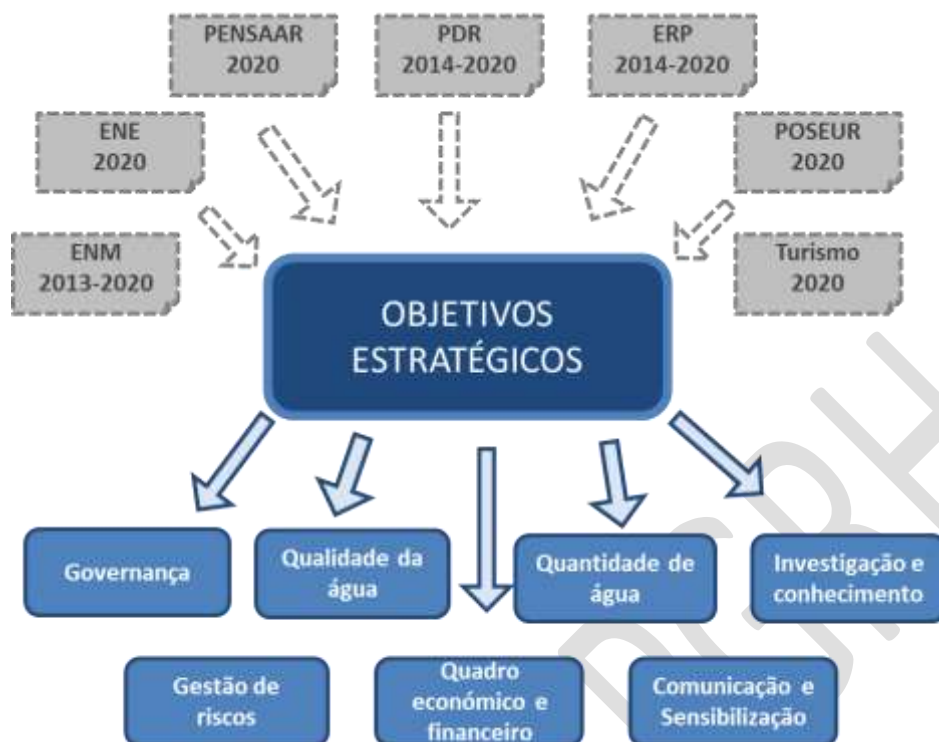 PENSAAR
2020
PDR
2014-2020
ERP
2014-2020
ENE
2020
POSEUR
2020
ENM
2013-2020
Turismo
2020
OBJETIVOS
ESTRATÉGICOS
Governança
Qualidade da
água
Quantidade de
água
Investigação e
conhecimento
Gestão de
riscos
Quadro
económico e
financeiro
Comunicação e
Sensibilização
PGRH